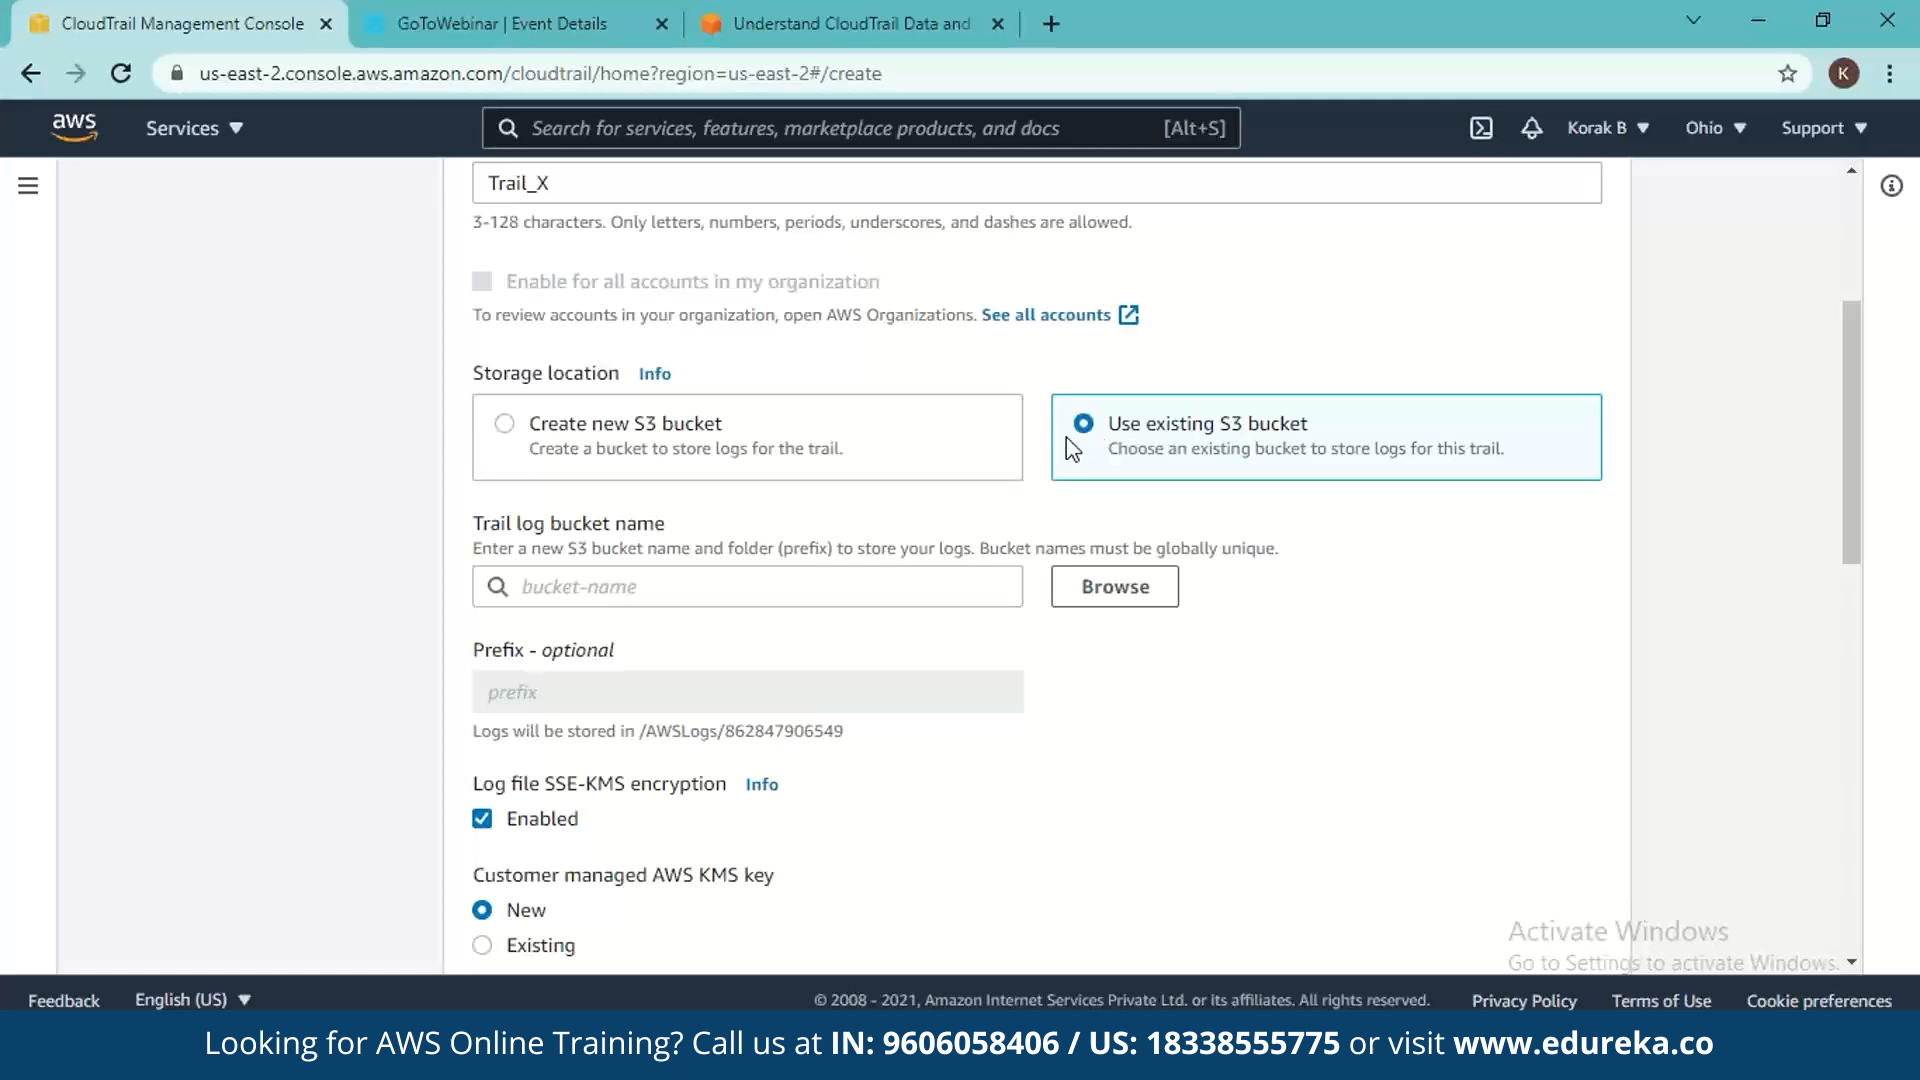 CloudTrail Management Console
GoToWebinar | Event Details
Understand CloudTrail Data and
us-east-2.console.aws.amazon.com/cloudtrail/home?region=us-east-2#/create
K
aws
Services
Search for services, features, marketplace products, and docs
[Alt+S]
Korak B
Ohio
Support
Trail_X
3-128 characters. Only letters, numbers, periods, underscores, and dashes are allowed.
Enable for all accounts in my organization
To review accounts in your organization, open AWS Organizations. See all accounts
Storage location Info
Create new S3 bucket
Create a bucket to store logs for the trail.
Use existing S3 bucket
Choose an existing bucket to store logs for this trail.
Trail log bucket name
Enter a new S3 bucket name and folder (prefix) to store your logs. Bucket names must be globally unique.
bucket-name
Browse
Prefix - optional
prefix
Logs will be stored in /AWSLogs/862847906549
Log file SSE-KMS encryption Info
Enabled
Customer managed AWS KMS key
New
Existing
Activate Windows
Go to Settings to activate Windows.
Feedback
English (US)
© 2008 - 2021, Amazon Internet Services Private Ltd. or its affiliates. All rights reserved.
Privacy Policy
Terms of Use
Cookie preferences
Looking for AWS Online Training? Call us at IN: 9606058406 / US: 18338555775 or visit www.edureka.co